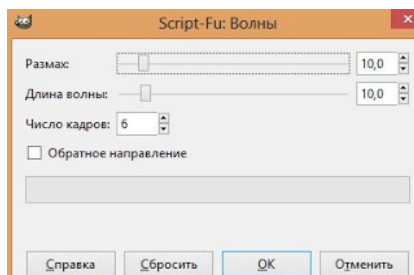 Script-Fu: Волны
Размах: 10,0
Длина волны: 10,0
Число кадров: 6
Обратное направление
Справка Сбросить OK Отменить